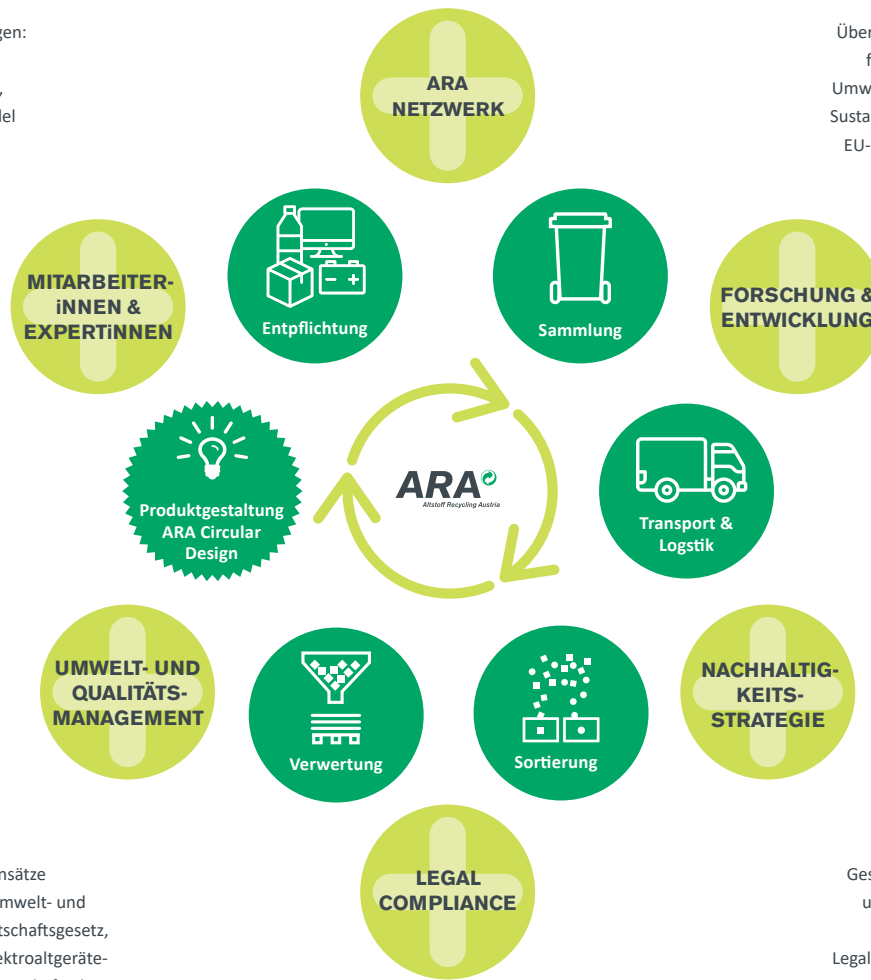 gen:
,
del
Über
f
Umw
Susta
EU-
ARA
NETZWERK
MITARBEITER-
iNNEN &
EXPERTiNNEN
Entpflichtung
Sammlung
FORSCHUNG &
ENTWICKLUNG
Produktgestaltung
ARA Circular
Design
ARA
Altstoff Recycling Austria
Transport &
Logstik
UMWELT- UND
QUALITÄTS-
MANAGEMENT
Verwertung
Sortierung
NACHHALTIG-
KEITS-
STRATEGIE
LEGAL
COMPLIANCE
nsätze
mwelt- und
tschaftsgesetz,
ektroaltgeräte-
Ges
u
Legal